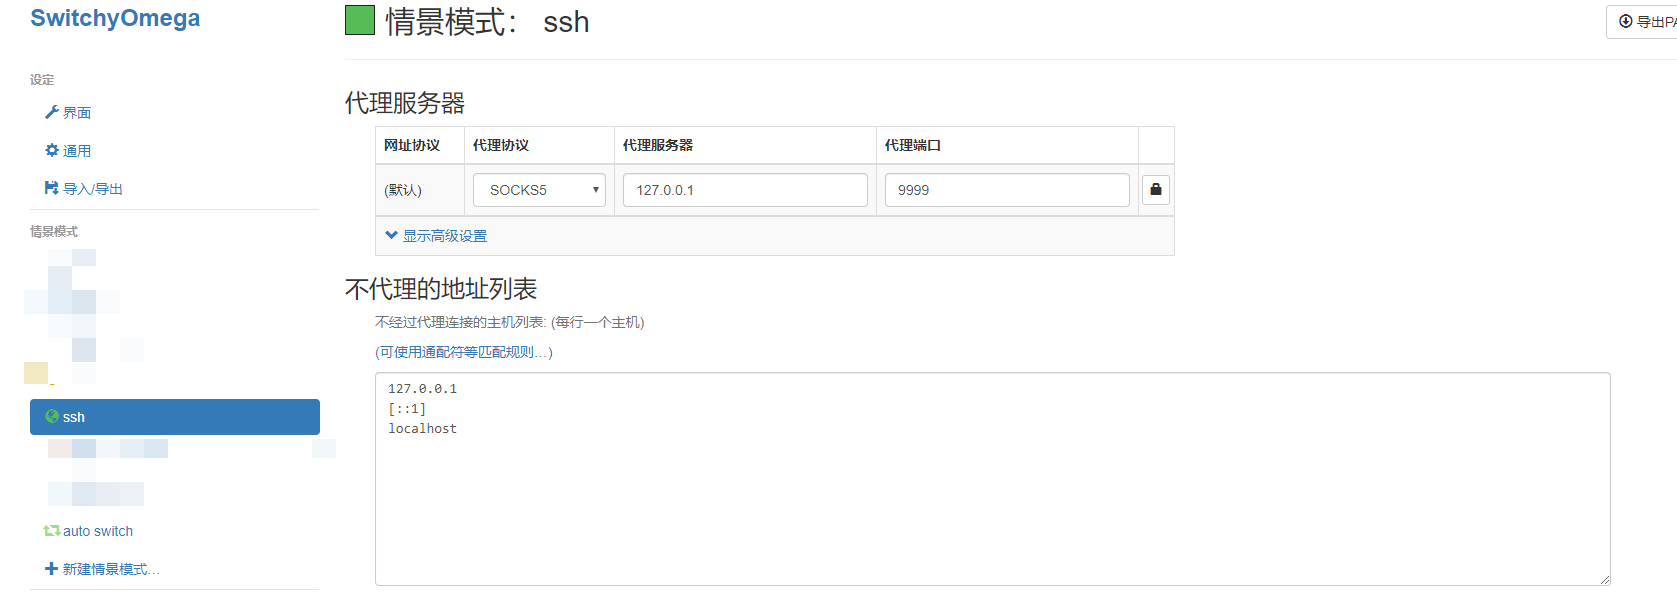 SwitchyOmega
设定
界面
通用
导入/导出
情景模式
ssh
auto switch
新建情景模式…
情景模式： ssh
导出PA
代理服务器
网址协议 代理协议 代理服务器 代理端口
(默认) SOCKS5 127.0.0.1 9999
显示高级设置
不代理的地址列表
不经过代理连接的主机列表: (每行一个主机)
(可使用通配符等匹配规则…)
127.0.0.1
[::1]
localhost